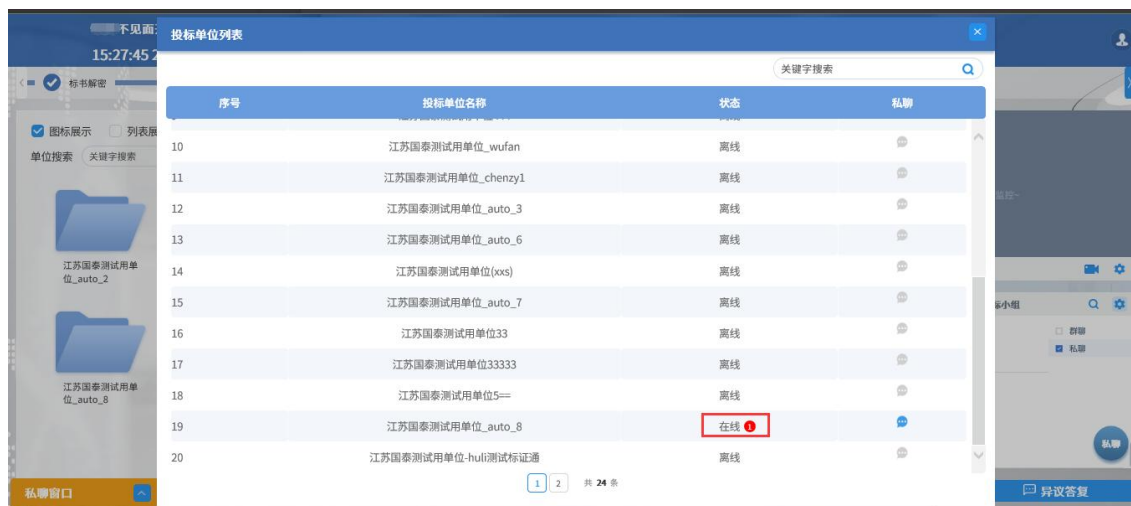 不见面
15:27:45 2
标书解密
图标展示 列表展
单位搜索 关键字搜索
江苏国泰测试用单
位_auto_2
江苏国泰测试用单
位_auto_8
私聊窗口
投标单位列表
关键字搜索
序号 投标单位名称 状态 私聊
10 江苏国泰测试用单位_wufan 离线
11 江苏国泰测试用单位_chenzy1 离线
12 江苏国泰测试用单位_auto_3 离线
13 江苏国泰测试用单位_auto_6 离线
14 江苏国泰测试用单位(xxs) 离线
15 江苏国泰测试用单位_auto_7 离线
16 江苏国泰测试用单位33 离线
17 江苏国泰测试用单位33333 离线
18 江苏国泰测试用单位5== 离线
19 江苏国泰测试用单位_auto_8 在线 1
20 江苏国泰测试用单位-huli测试标证通 离线
1 2 共 24 条
监控~
标小组
群聊
私聊
私聊
异议答复